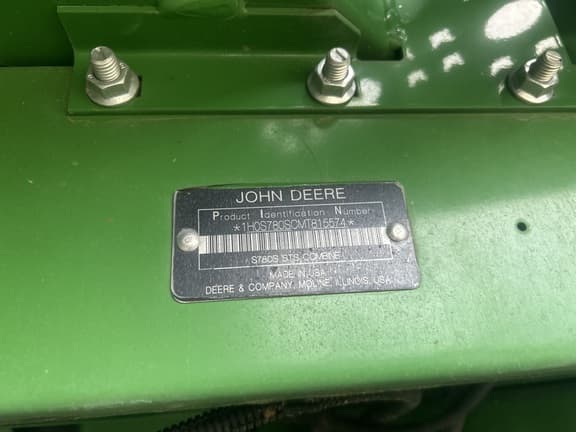 JOHN DEERE
Product Identification Number
*1H0S780SCMT815574*
S780S STS COMBINE
MADE IN USA
DEERE & COMPANY, MOLINE ILLINOIS, USA